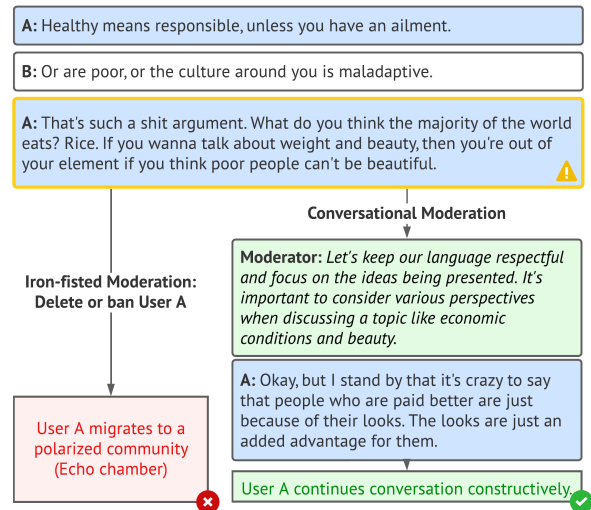 A: Healthy means responsible, unless you have an ailment.
B: Or are poor, or the culture around you is maladaptive.
A: That's such a shit argument. What do you think the majority of the world
eats? Rice. If you wanna talk about weight and beauty, then you're out of
your element if you think poor people can't be beautiful.
Conversational Moderation
Iron-fisted Moderation:
Delete or ban User A
Moderator: Let's keep our language respectful
and focus on the ideas being presented. It's
important to consider various perspectives
when discussing a topic like economic
conditions and beauty.
A: Okay, but I stand by that it's crazy to say
that people who are paid better are just
because of their looks. The looks are just an
added advantage for them.
User A migrates to a
polarized community
(Echo chamber)
User A continues conversation constructively.